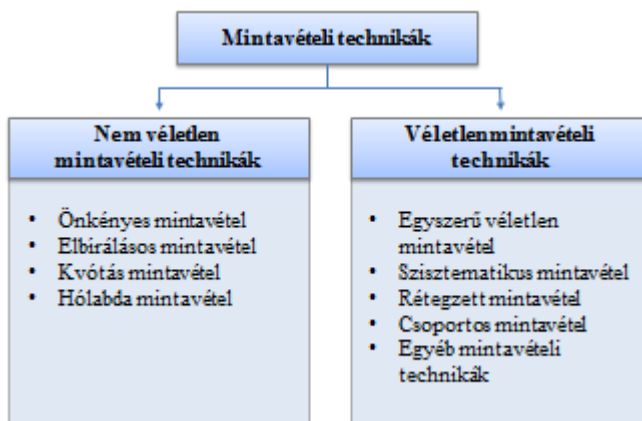 Mintavételi technikák
Nem véletlen
mintavételi technikák
• Önkényes mintavétel
• Elbirálásos mintavétel
• Kvótás mintavétel
• Hólabda mintavétel
Véletlen mintavételi
technikák
• Egyszerű véletlen
mintavétel
• Szisztematikus mintavétel
• Rétegzett mintavétel
• Csoportos mintavétel
• Egyéb mintavételi
technikák